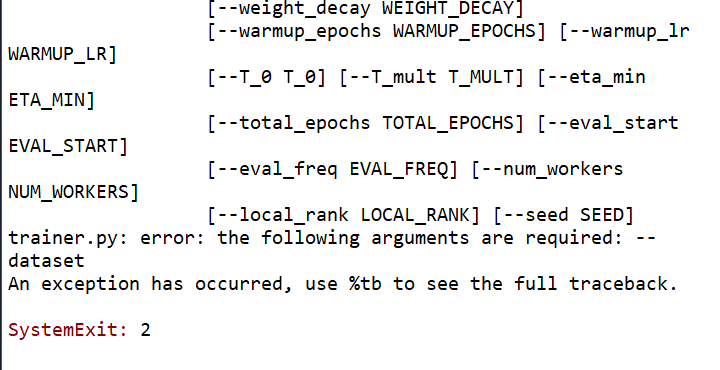 [--weight_decay WEIGHT_DECAY]
[--warmup_epochs WARMUP_EPOCHS] [--warmup_lr
WARMUP_LR]
[--T_0 T_0] [--T_mult T_MULT] [--eta_min
ETA_MIN]
[--total_epochs TOTAL_EPOCHS] [--eval_start
EVAL_START]
[--eval_freq EVAL_FREQ] [--num_workers
NUM_WORKERS]
[--local_rank LOCAL_RANK] [--seed SEED]
trainer.py: error: the following arguments are required: --
dataset
An exception has occurred, use %tb to see the full traceback.
SystemExit: 2